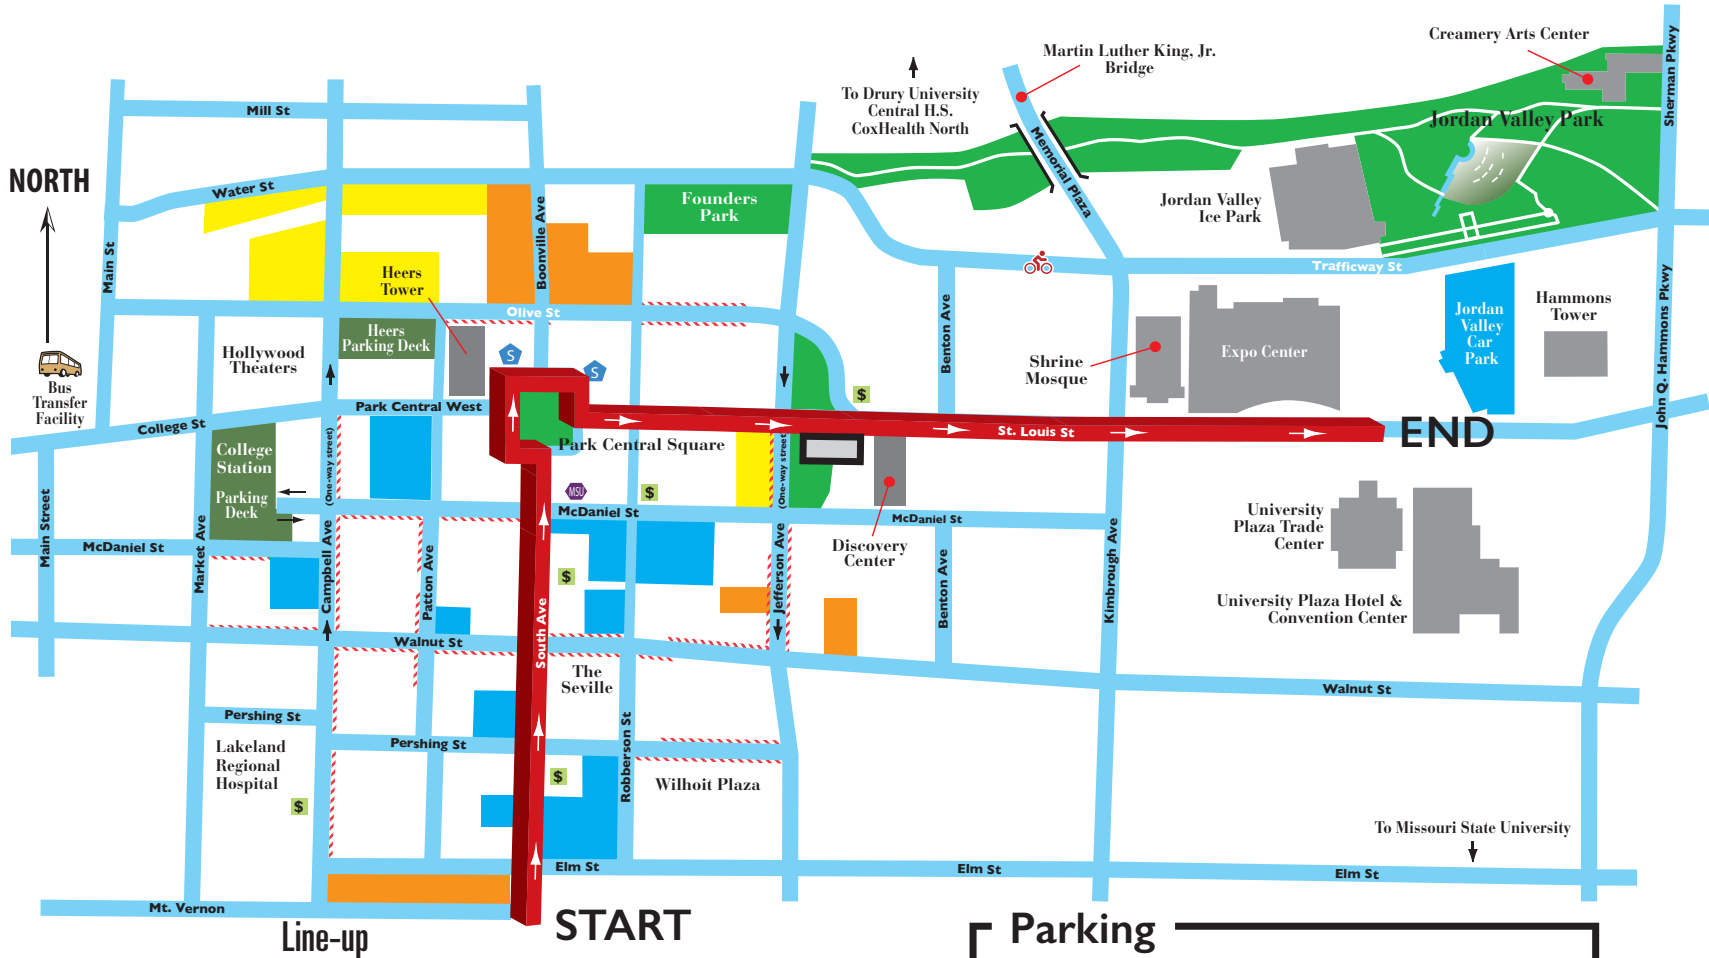 Creamery Arts Center
Martin Luther King, Jr.
Bridge
Sherman Pkwy
To Drury University
Central H.S.
CoxHealth North
Mill St
Jordan Valley Park
Memorial Plaza
NORTH
Water St
Founders
Park
Jordan Valley
Ice Park
Main St
Boonville Ave
Trafficway St
Heers
Tower
Olive St
Benton Ave
Jordan
Valley
Car
Park
Hammons
Tower
John Q. Hammons Pkwy
Heers
Parking Deck
Hollywood
Theaters
S
S
Shrine
Mosque
Expo Center
Bus
Transfer
Facility
$
Park Central West
College St
St. Louis St
END
Park Central Square
College
Station
Parking
Deck
(One-way street)
(One-way street)
MSU
$
McDaniel St
McDaniel St
University
Plaza Trade
Center
Main Street
Market Ave
McDaniel St
Campbell Ave
Patton Ave
Jefferson Ave
Discovery
Center
Benton Ave
Kimbrough Ave
$
University Plaza Hotel &
Convention Center
South Ave
Walnut St
The
Seville
Walnut St
Pershing St
Pershing St
Robberson St
Lakeland
Regional
Hospital
$
$
Wilhoit Plaza
To Missouri State University
Elm St
Elm St
Elm St
Mt. Vernon
Line-up
START
Parking